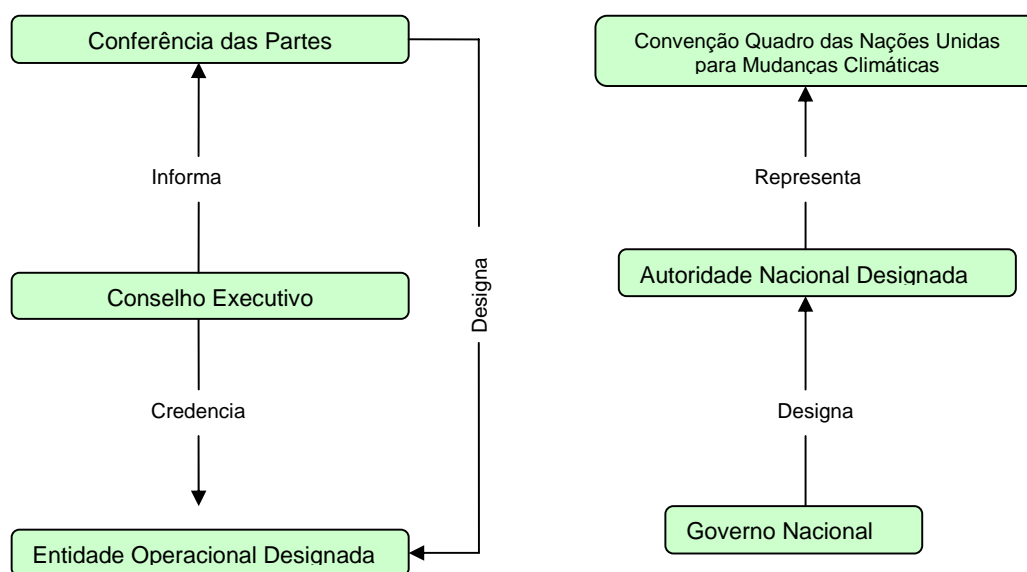 Conferência das Partes
Informa
Conselho Executivo
Credencia
Entidade Operacional Designada
Designa
Convenção Quadro das Nações Unidas
para Mudanças Climáticas
Representa
Autoridade Nacional Designada
Designa
Governo Nacional